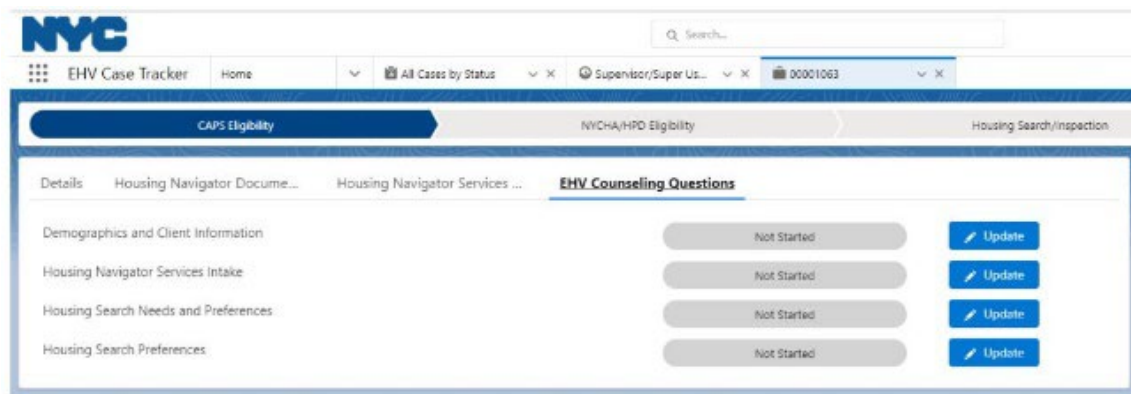 NYC
Search...
EHV Case Tracker Home All Cases by Status Supervisor/Super Us... 00001063
CAPS Eligibility NYCHA/HPD Eligibility Housing Search/Inspection
Details Housing Navigator Docume... Housing Navigator Services ... EHV Counseling Questions
Demographics and Client Information Not Started Update
Housing Navigator Services Intake Not Started Update
Housing Search Needs and Preferences Not Started Update
Housing Search Preferences Not Started Update